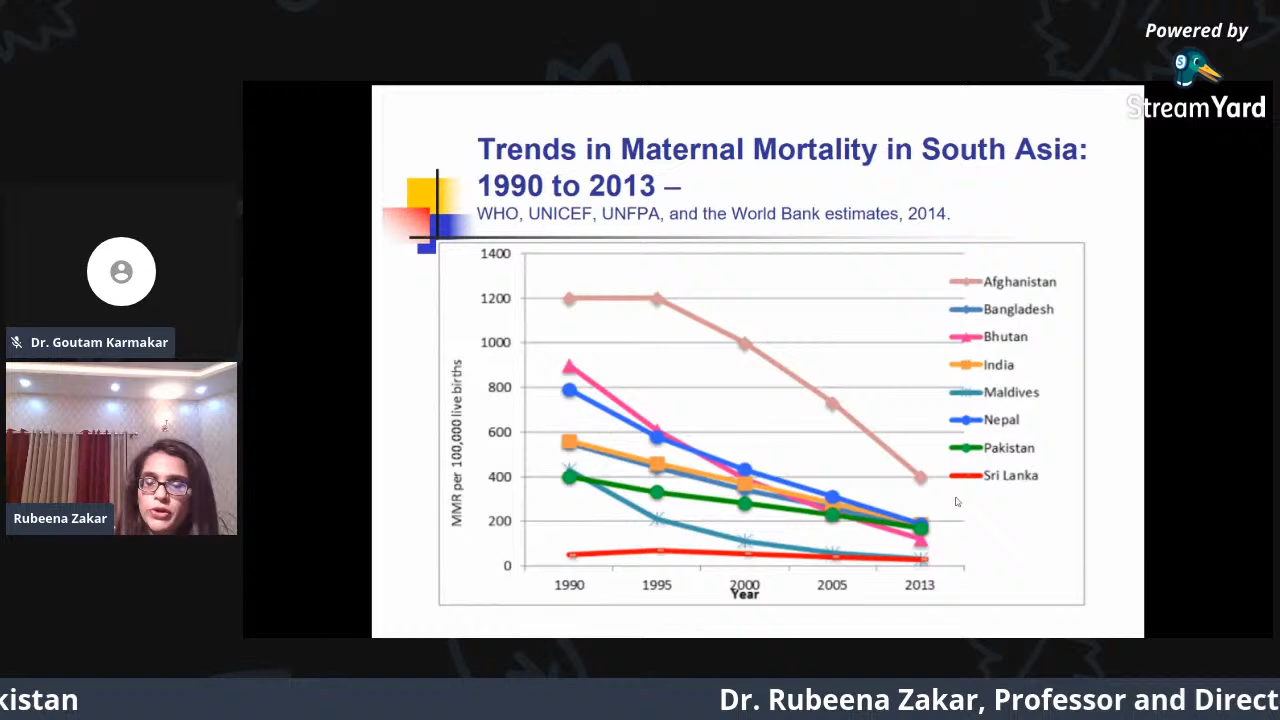 Powered by
StreamYard
Trends in Maternal Mortality in South Asia:
1990 to 2013 –
WHO, UNICEF, UNFPA, and the World Bank estimates, 2014.
1400
1200
1000
800
600
400
200
0
MMR per 100,000 live births
1990 1995 2000 2005 2013
Year
Afghanistan
Bangladesh
Bhutan
India
Maldives
Nepal
Pakistan
Sri Lanka
Dr. Goutam Karmakar
Rubeena Zakar
kistan Dr. Rubeena Zakar, Professor and Direct